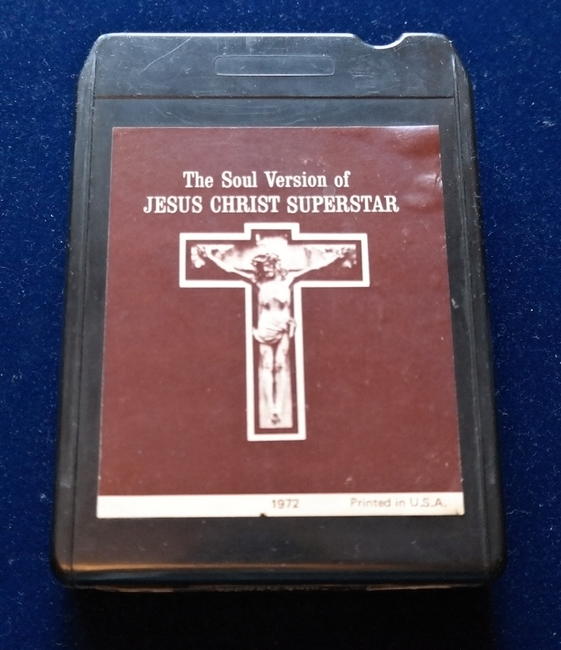 The Soul Version of
JESUS CHRIST SUPERSTAR
1972 Printed in U.S.A.